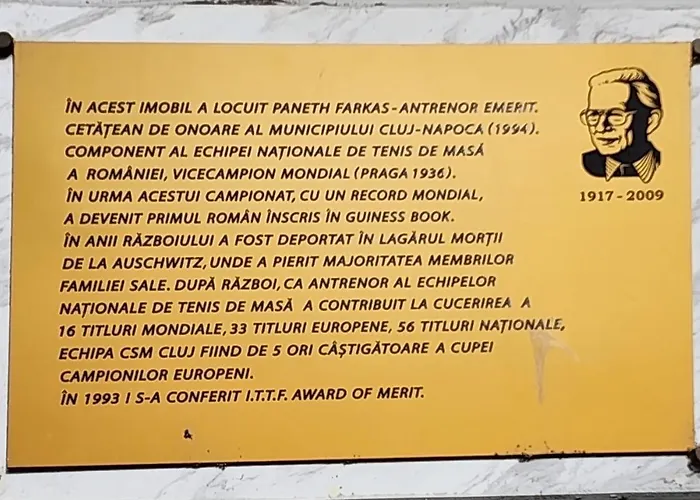 ÎN ACEST IMOBIL A LOCUIT PANETH FARKAS-ANTRENOR EMERIT.
CETĂȚEAN DE ONOARE AL MUNICIPIULUI CLUJ-NAPOCA (1994).
COMPONENT AL ECHIPEI NAȚIONALE DE TENIS DE MASĂ
A ROMÂNIEI, VICECAMPION MONDIAL (PRAGA 1936).
ÎN URMA ACESTUI CAMPIONAT, CU UN RECORD MONDIAL,
A DEVENIT PRIMUL ROMÂN ÎNSCRIS ÎN GUINESS BOOK.
ÎN ANII RĂZBOIULUI A FOST DEPORTAT ÎN LAGĂRUL MORȚII
DE LA AUSCHWITZ, UNDE A PIERIT MAJORITATEA MEMBRILOR
FAMILIEI SALE. DUPĂ RĂZBOI, CA ANTRENOR AL ECHIPELOR
NAȚIONALE DE TENIS DE MASĂ A CONTRIBUIT LA CUCERIREA A
16 TITLURI MONDIALE, 33 TITLURI EUROPENE, 56 TITLURI NAȚIONALE,
ECHIPA CSM CLUJ FIIND DE 5 ORI CÂȘTIGĂTOARE A CUPEI
CAMPIONILOR EUROPENI.
ÎN 1993 I S-A CONFERIT I.T.T.F. AWARD OF MERIT.
1917-2009